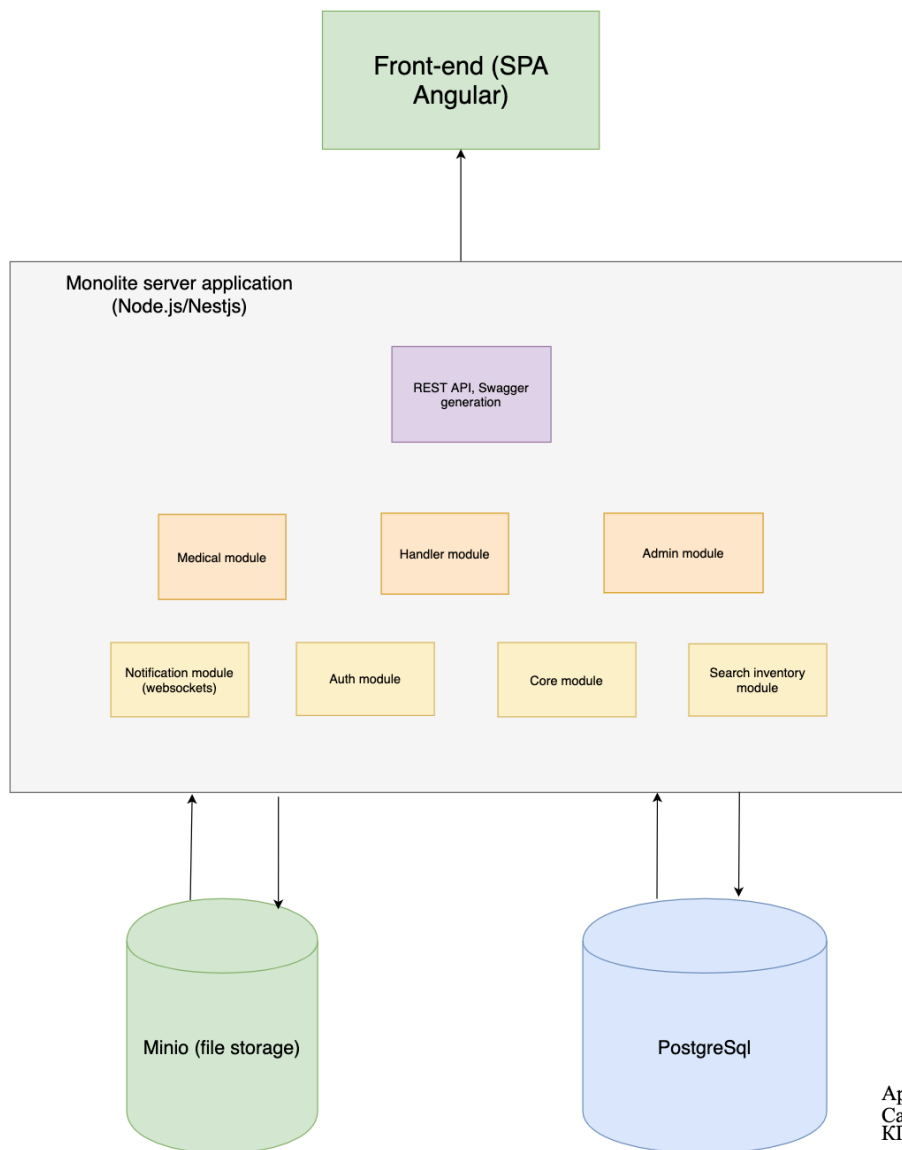 Front-end (SPA
Angular)
Monolite server application
(Node.js/Nestjs)
REST API, Swagger
generation
Medical module
Handler module
Admin module
Notification module
(websockets)
Auth module
Core module
Search inventory
module
Minio (file storage)
PostgreSql